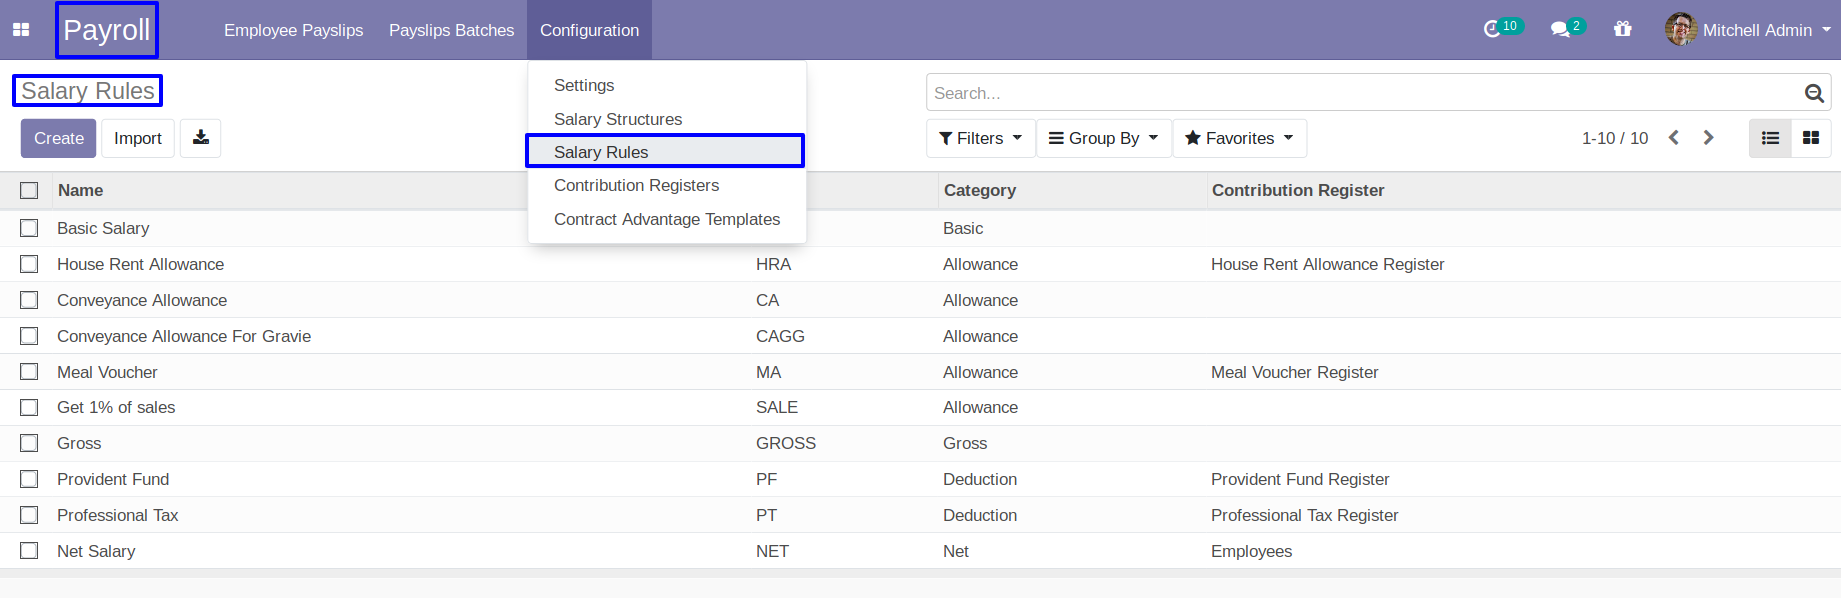 Payroll Employee Payslips Payslips Batches Configuration 10 2 Mitchell Admin
Salary Rules
Settings
Search...
Salary Structures
Create Import Filters Group By Favorites 1-10 / 10
Salary Rules
Contribution Registers
Name Category Contribution Register
Contract Advantage Templates
Basic Salary Basic
House Rent Allowance HRA Allowance House Rent Allowance Register
Conveyance Allowance CA Allowance
Conveyance Allowance For Gravie CAGG Allowance
Meal Voucher MA Allowance Meal Voucher Register
Get 1% of sales SALE Allowance
Gross GROSS Gross
Provident Fund PF Deduction Provident Fund Register
Professional Tax PT Deduction Professional Tax Register
Net Salary NET Net Employees